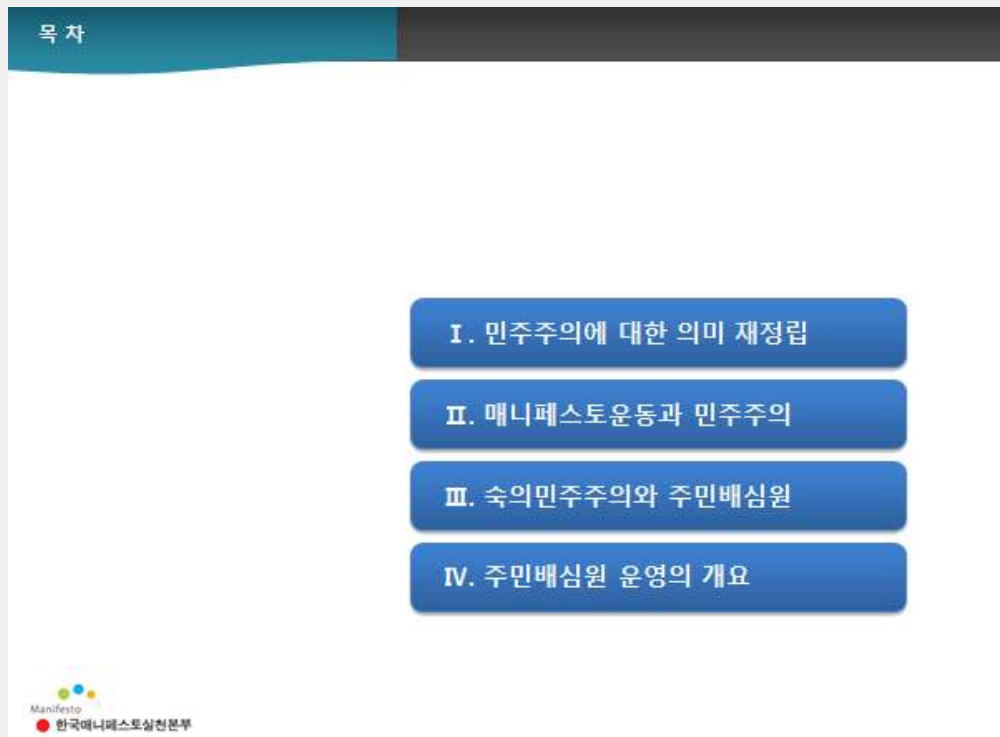 목 차
Ⅰ. 민주주의에 대한 의미 재정립
Ⅱ. 매니페스토운동과 민주주의
Ⅲ. 숙의민주주의와 주민배심원
Ⅳ. 주민배심원 운영의 개요
Manifesto
한국매니페스토실천본부